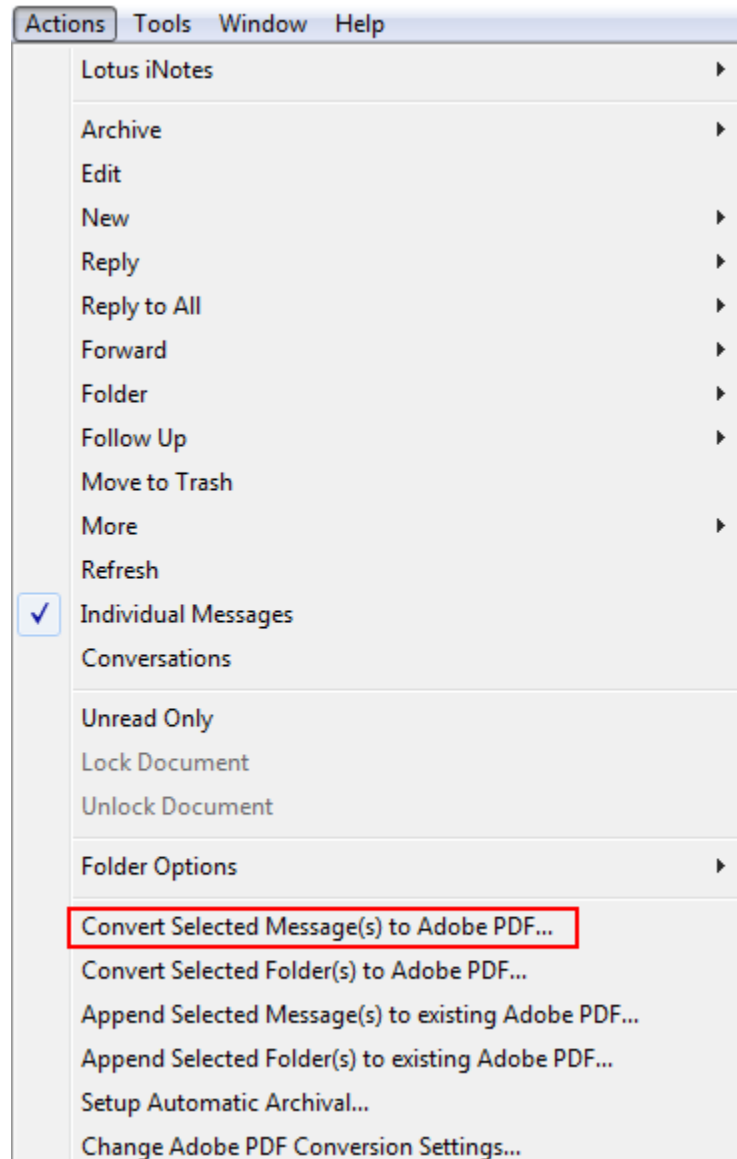 Actions Tools Window Help
Lotus iNotes
Archive
Edit
New
Reply
Reply to All
Forward
Folder
Follow Up
Move to Trash
More
Refresh
Individual Messages
Conversations
Unread Only
Lock Document
Unlock Document
Folder Options
Convert Selected Message(s) to Adobe PDF...
Convert Selected Folder(s) to Adobe PDF...
Append Selected Message(s) to existing Adobe PDF...
Append Selected Folder(s) to existing Adobe PDF...
Setup Automatic Archival...
Change Adobe PDF Conversion Settings...